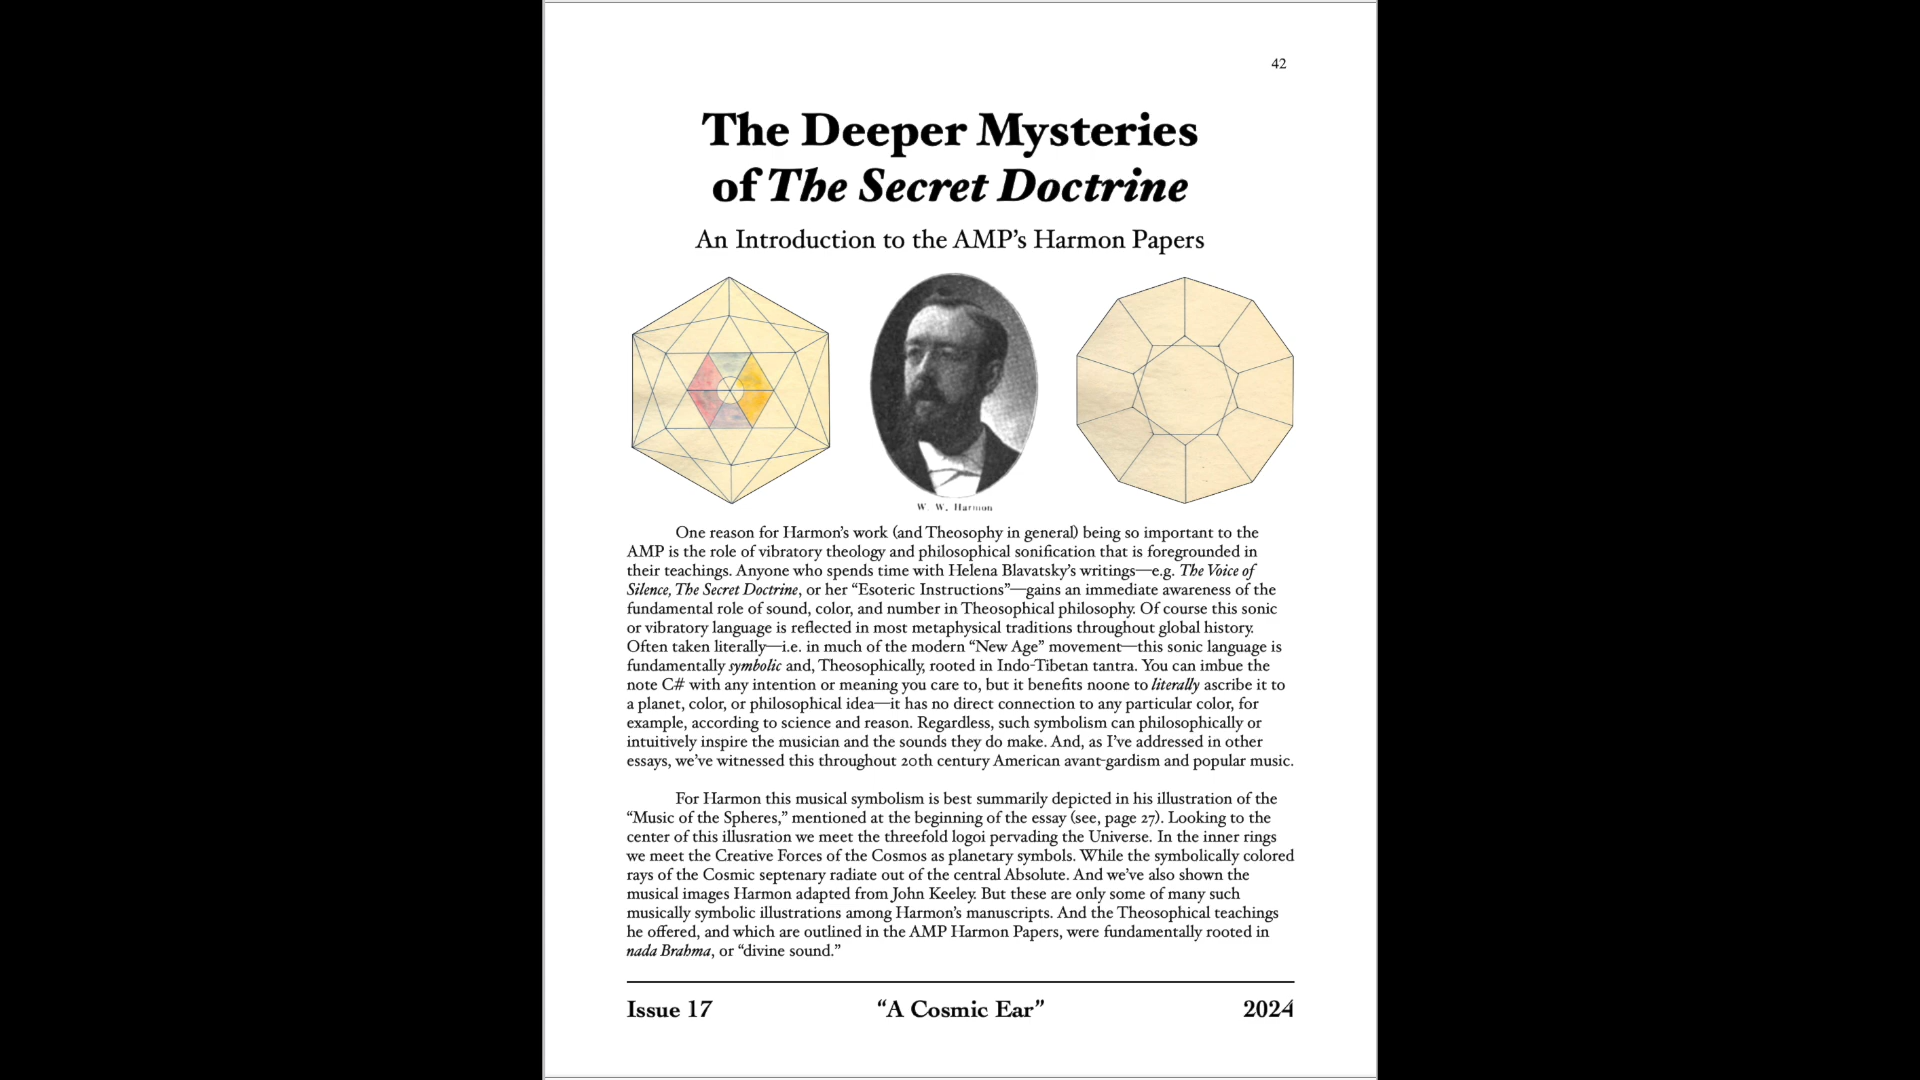 42
The Deeper Mysteries
of The Secret Doctrine
An Introduction to the AMP's Harmon Papers
W. W. Harmon
One reason for Harmon's work (and Theosophy in general) being so important to the
AMP is the role of vibratory theology and philosophical sonification that is foregrounded in
their teachings. Anyone who spends time with Helena Blavatsky's writings—e.g. The Voice of
Silence, The Secret Doctrine, or her “Esoteric Instructions”—gains an immediate awareness of the
fundamental role of sound, color, and number in Theosophical philosophy. Of course this sonic
or vibratory language is reflected in most metaphysical traditions throughout global history.
Often taken literally—i.e. in much of the modern “New Age” movement—this sonic language is
fundamentally symbolic and, Theosophically, rooted in Indo-Tibetan tantra. You can imbue the
note C# with any intention or meaning you care to, but it benefits noone to literally ascribe it to
a planet, color, or philosophical idea—it has no direct connection to any particular color, for
example, according to science and reason. Regardless, such symbolism can philosophically or
intuitively inspire the musician and the sounds they do make. And, as I've addressed in other
essays, we've witnessed this throughout 20th century American avant-gardism and popular music.
For Harmon this musical symbolism is best summarily depicted in his illustration of the
“Music of the Spheres,” mentioned at the beginning of the essay (see, page 27). Looking to the
center of this illusration we meet the threefold logoi pervading the Universe. In the inner rings
we meet the Creative Forces of the Cosmos as planetary symbols. While the symbolically colored
rays of the Cosmic septenary radiate out of the central Absolute. And we've also shown the
musical images Harmon adapted from John Keeley. But these are only some of many such
musically symbolic illustrations among Harmon's manuscripts. And the Theosophical teachings
he offered, and which are outlined in the AMP Harmon Papers, were fundamentally rooted in
nada Brahma, or “divine sound.”
Issue 17 “A Cosmic Ear” 2024